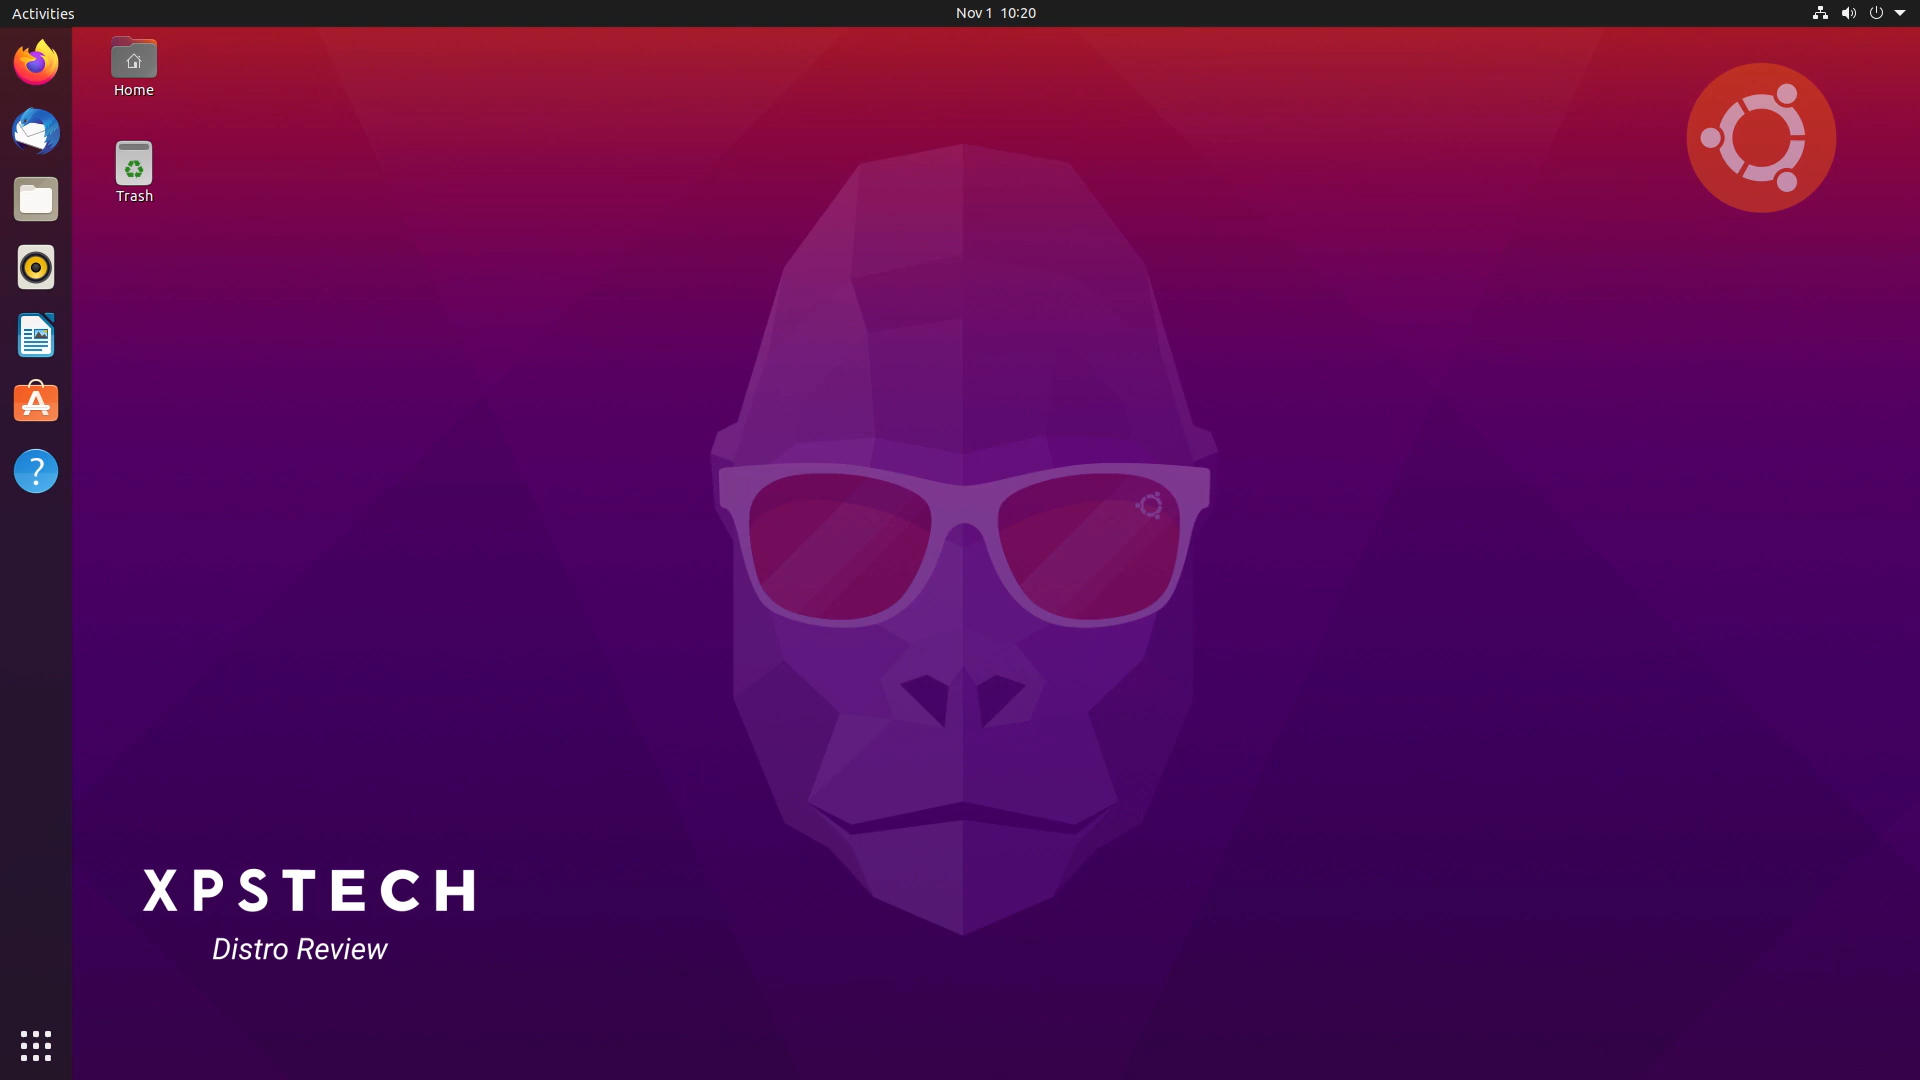 Activities
Nov 1 10:20
Home
Trash
XPSTECH
Distro Review